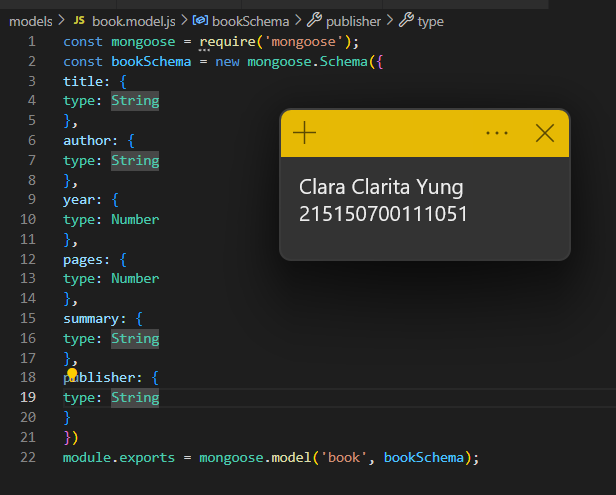 models > JS book.model.js > bookSchema > publisher > type
1 const mongoose = require('mongoose');
2 const bookSchema = new mongoose.Schema({
3 title: {
4 type: String
5 },
6 author: {
7 type: String
8 },
9 year: {
10 type: Number
11 },
12 pages: {
13 type: Number
14 },
15 summary: {
16 type: String
17 },
18 publisher: {
19 type: String
20 }
21 })
22 module.exports = mongoose.model('book', bookSchema);
Clara Clarita Yung
215150700111051